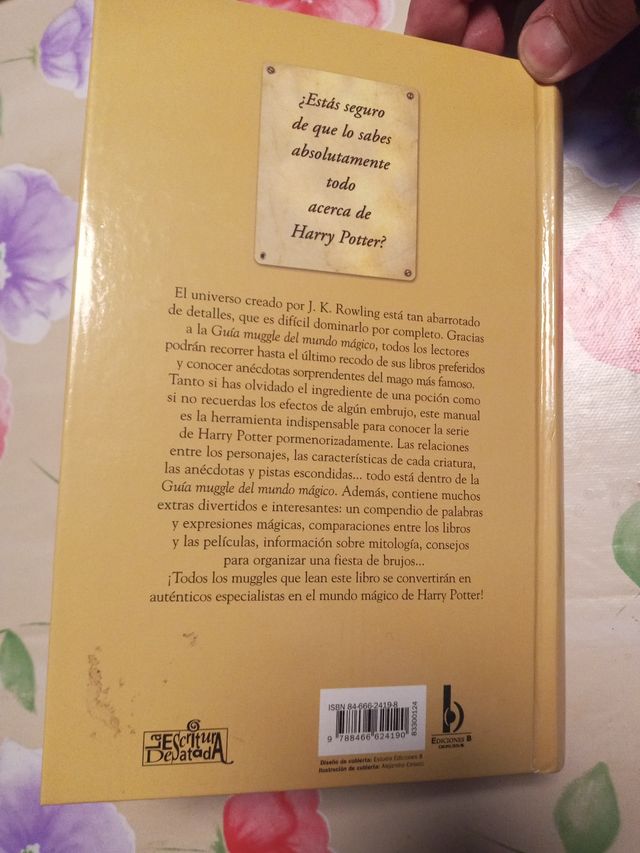 ¿Estás seguro
de que lo sabes
absolutamente
todo
acerca de
Harry Potter?
El universo creado por J. K. Rowling está tan abarrotado
de detalles, que es difícil dominarlo por completo. Gracias
a la Guía muggle del mundo mágico, todos los lectores
podrán recorrer hasta el último recodo de sus libros preferidos
y conocer anécdotas sorprendentes del mago más famoso.
Tanto si has olvidado el ingrediente de una poción como
si no recuerdas los efectos de algún embrujo, este manual
es la herramienta indispensable para conocer la serie
de Harry Potter pormenorizadamente. Las relaciones
entre los personajes, las características de cada criatura,
las anécdotas y pistas escondidas... todo está dentro de la
Guía muggle del mundo mágico. Además, contiene muchos
extras divertidos e interesantes: un compendio de palabras
y expresiones mágicas, comparaciones entre los libros
y las películas, información sobre mitología, consejos
para organizar una fiesta de brujos...
¡Todos los muggles que lean este libro se convertirán en
auténticos especialistas en el mundo mágico de Harry Potter!
La
EScritura
DeSatadA
ISBN 84-666-2419-8
9 788466 624190
83300124
b
EDICIONES B
Diseño de cubierta: Estudio Ediciones B
Ilustración de cubierta: Alejandro